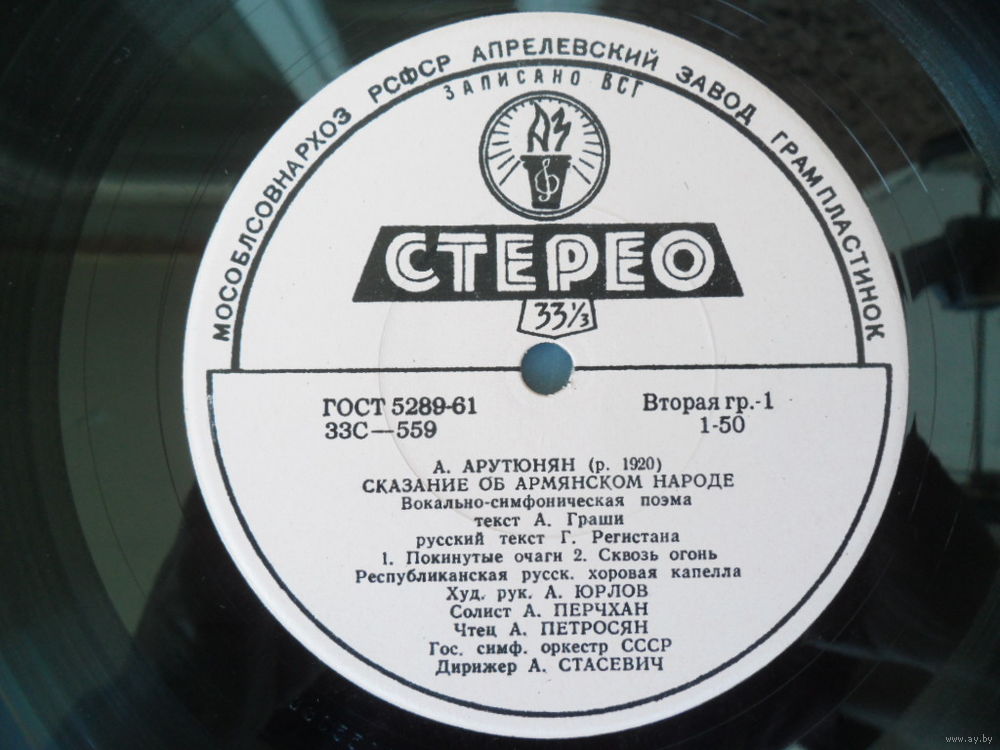 МОСОБЛСОВНАРХОЗ РСФСР АПРЕЛЕВСКИЙ ЗАВОД ГРАМПЛАСТИНОК
ЗАПИСАНО ВСГ
АЗ
СТЕРЕО
33⅓
ГОСТ 5289-61
Вторая гр.-1
33С—559
1-50
А. АРУТЮНЯН (р. 1920)
СКАЗАНИЕ ОБ АРМЯНСКОМ НАРОДЕ
Вокально-симфоническая поэма
текст А. Граши
русский текст Г. Регистана
1. Покинутые очаги 2. Сквозь огонь
Республиканская русск. хоровая капелла
Худ. рук. А. ЮРЛОВ
Солист А. ПЕРЧХАН
Чтец А. ПЕТРОСЯН
Гос. симф. оркестр СССР
Дирижер А. СТАСЕВИЧ
www.ay.by